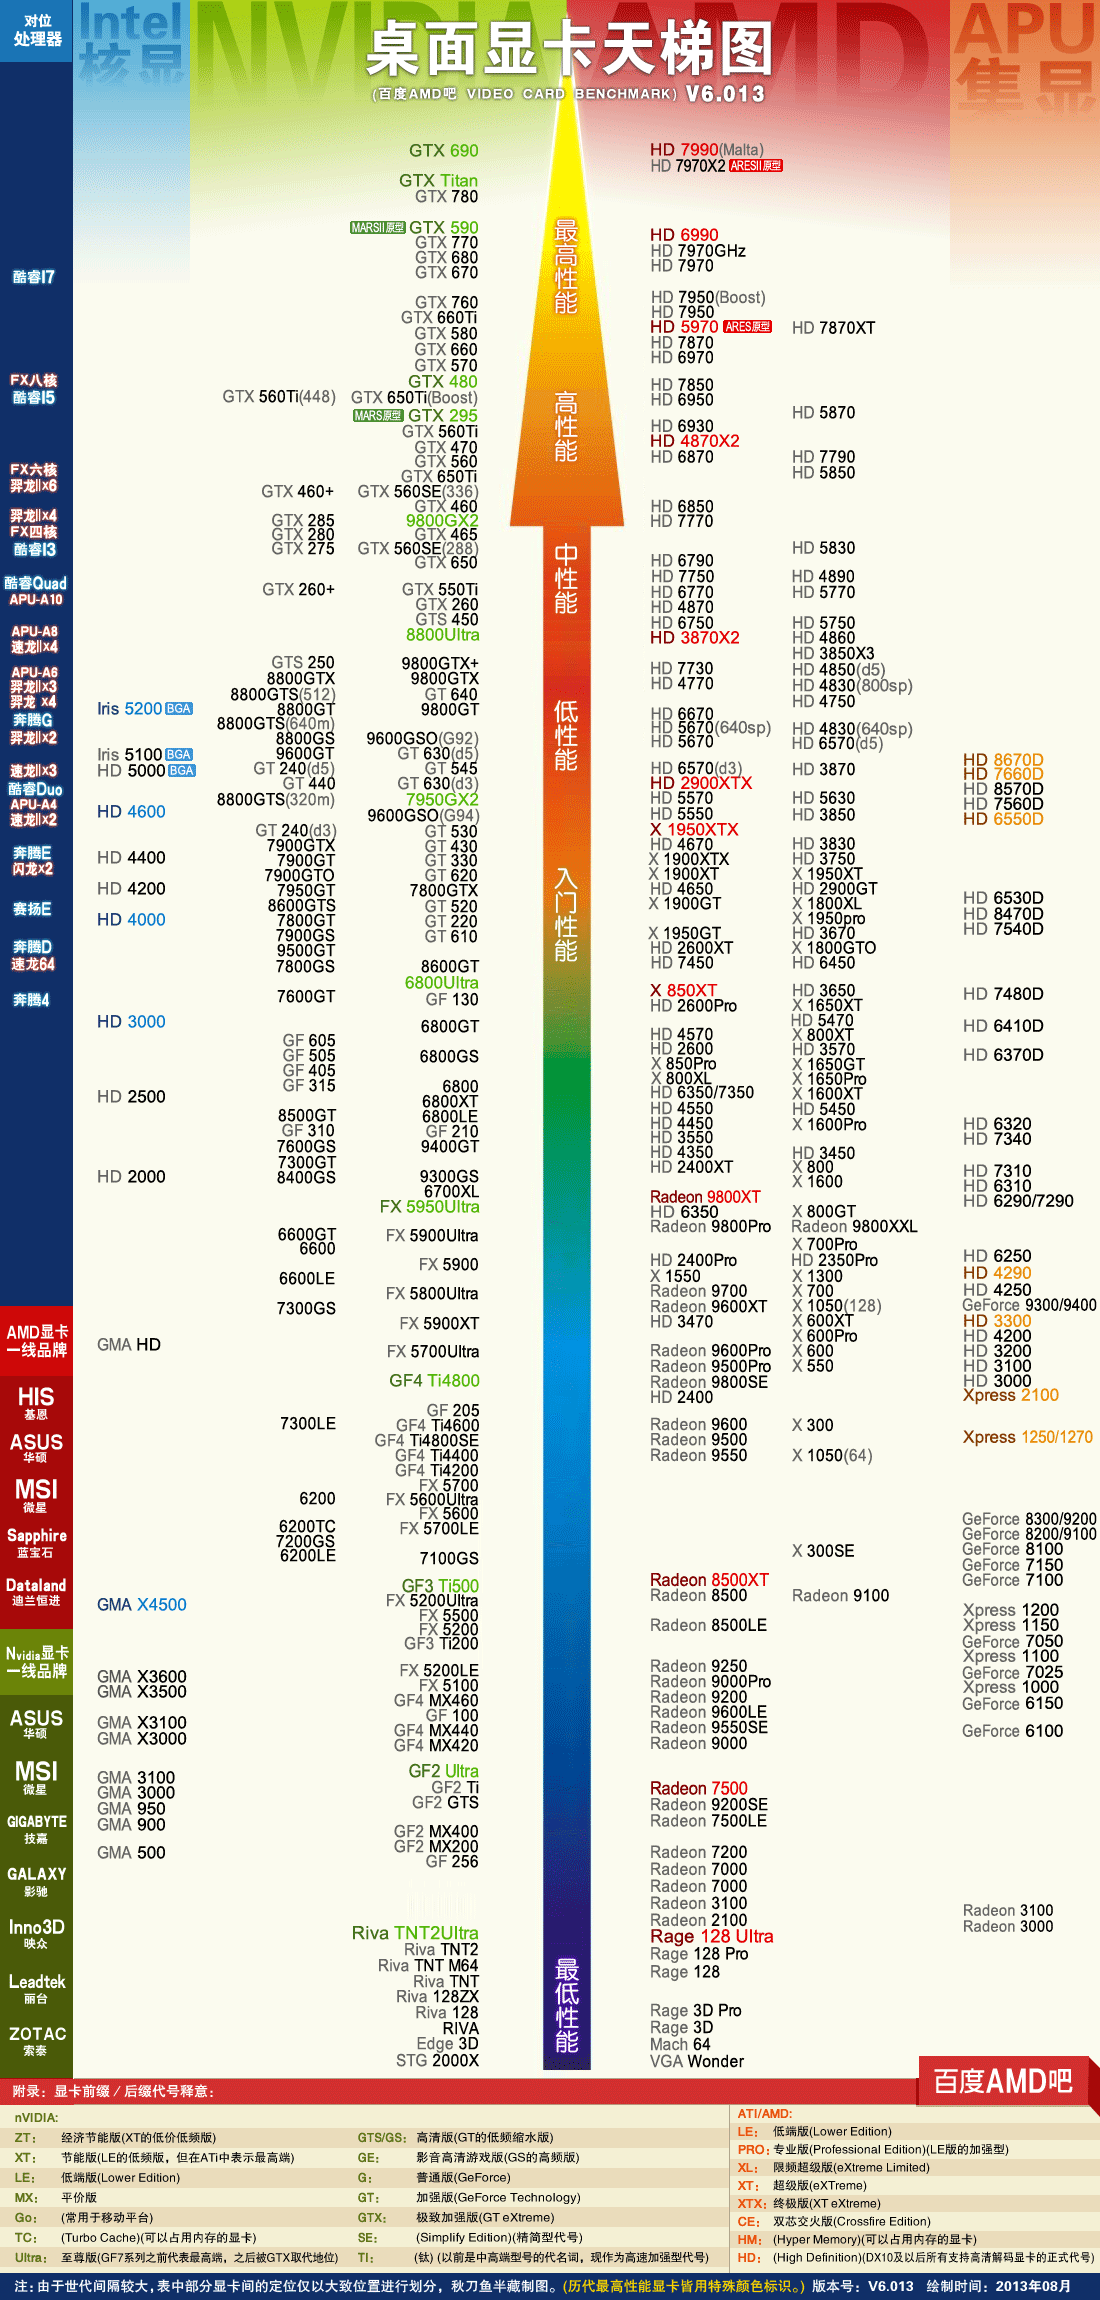 对位
处理器
Intel
核显
NVIDIA
AMD
APU
集显
桌面显卡天梯图
(百度AMD吧 VIDEO CARD BENCHMARK) V6.013
酷睿I7
FX八核
酷睿I5
FX六核
羿龙II×6
羿龙II×4
FX四核
酷睿I3
酷睿Quad
APU-A10
APU-A8
速龙II×4
APU-A6
羿龙II×3
羿龙 ×4
奔腾G
羿龙II×2
速龙II×3
酷睿Duo
APU-A4
速龙II×2
奔腾E
闪龙×2
赛扬E
奔腾D
速龙64
奔腾4
AMD显卡
一线品牌
HIS
基恩
ASUS
华硕
MSI
微星
Sapphire
蓝宝石
Dataland
迪兰恒进
Nvidia显卡
一线品牌
ASUS
华硕
MSI
微星
GIGABYTE
技嘉
GALAXY
影驰
Inno3D
映众
Leadtek
丽台
ZOTAC
索泰
Iris 5200 BGA
Iris 5100 BGA
HD 5000 BGA
HD 4600
HD 4400
HD 4200
HD 4000
HD 3000
HD 2500
HD 2000
GMA HD
GMA X4500
GMA X3600
GMA X3500
GMA X3100
GMA X3000
GMA 3100
GMA 3000
GMA 950
GMA 900
GMA 500
GTX 560Ti(448)
GTX 460+
GTX 285
GTX 280
GTX 275
GTX 260+
GTS 250
8800GTX
8800GTS(512)
8800GT
8800GTS(640m)
8800GS
9600GT
GT 240(d5)
GT 440
8800GTS(320m)
GT 240(d3)
7900GTX
7900GT
7900GTO
7950GT
8600GTS
7800GT
7900GS
9500GT
7800GS
7600GT
GF 605
GF 505
GF 405
GF 315
8500GT
GF 310
7600GS
7300GT
8400GS
6600GT
6600
6600LE
7300GS
7300LE
6200
6200TC
7200GS
6200LE
GTX 690
GTX Titan
GTX 780
MARSII原型 GTX 590
GTX 770
GTX 680
GTX 670
GTX 760
GTX 660Ti
GTX 580
GTX 660
GTX 570
GTX 480
GTX 650Ti(Boost)
MARS原型 GTX 295
GTX 560Ti
GTX 470
GTX 560
GTX 650Ti
GTX 560SE(336)
GTX 460
9800GX2
GTX 465
GTX 560SE(288)
GTX 650
GTX 550Ti
GTX 260
GTS 450
8800Ultra
9800GTX+
9800GTX
GT 640
9800GT
9600GSO(G92)
GT 630(d5)
GT 545
GT 630(d3)
7950GX2
9600GSO(G94)
GT 530
GT 430
GT 330
GT 620
7800GTX
GT 520
GT 220
GT 610
8600GT
6800Ultra
GF 130
6800GT
6800GS
6800
6800XT
6800LE
GF 210
9400GT
9300GS
6700XL
FX 5950Ultra
FX 5900Ultra
FX 5900
FX 5800Ultra
FX 5900XT
FX 5700Ultra
GF4 Ti4800
GF 205
GF4 Ti4600
GF4 Ti4800SE
GF4 Ti4400
GF4 Ti4200
FX 5700
FX 5600Ultra
FX 5600
FX 5700LE
7100GS
GF3 Ti500
FX 5200Ultra
FX 5500
FX 5200
GF3 Ti200
FX 5200LE
FX 5100
GF4 MX460
GF 100
GF4 MX440
GF4 MX420
GF2 Ultra
GF2 Ti
GF2 GTS
GF2 MX400
GF2 MX200
GF 256
Riva TNT2Ultra
Riva TNT2
Riva TNT M64
Riva TNT
Riva 128ZX
Riva 128
RIVA
Edge 3D
STG 2000X
最高性能
高性能
中性能
低性能
入门性能
最低性能
HD 7990(Malta)
HD 7970X2 ARESII原型
HD 6990
HD 7970GHz
HD 7970
HD 7950(Boost)
HD 7950
HD 5970 ARES原型
HD 7870
HD 6970
HD 7850
HD 6950
HD 6930
HD 4870X2
HD 6870
HD 6850
HD 7770
HD 6790
HD 7750
HD 6770
HD 4870
HD 6750
HD 3870X2
HD 7730
HD 4770
HD 6670
HD 5670(640sp)
HD 5670
HD 6570(d3)
HD 2900XTX
HD 5570
HD 5550
X 1950XTX
HD 4670
X 1900XTX
X 1900XT
HD 4650
X 1900GT
X 1950GT
HD 2600XT
HD 7450
X 850XT
HD 2600Pro
HD 4570
HD 2600
X 850Pro
X 800XL
HD 6350/7350
HD 4550
HD 4450
HD 3550
HD 4350
HD 2400XT
Radeon 9800XT
HD 6350
Radeon 9800Pro
HD 2400Pro
X 1550
Radeon 9700
Radeon 9600XT
HD 3470
Radeon 9600Pro
Radeon 9500Pro
Radeon 9800SE
HD 2400
Radeon 9600
Radeon 9500
Radeon 9550
Radeon 8500XT
Radeon 8500
Radeon 8500LE
Radeon 9250
Radeon 9000Pro
Radeon 9200
Radeon 9600LE
Radeon 9550SE
Radeon 9000
Radeon 7500
Radeon 9200SE
Radeon 7500LE
Radeon 7200
Radeon 7000
Radeon 7000
Radeon 3100
Radeon 2100
Rage 128 Ultra
Rage 128 Pro
Rage 128
Rage 3D Pro
Rage 3D
Mach 64
VGA Wonder
HD 7870XT
HD 5870
HD 7790
HD 5850
HD 5830
HD 4890
HD 5770
HD 5750
HD 4860
HD 3850X3
HD 4850(d5)
HD 4830(800sp)
HD 4750
HD 4830(640sp)
HD 6570(d5)
HD 3870
HD 5630
HD 3850
HD 3830
HD 3750
X 1950XT
HD 2900GT
X 1800XL
X 1950pro
HD 3670
X 1800GTO
HD 6450
HD 3650
X 1650XT
HD 5470
X 800XT
HD 3570
X 1650GT
X 1650Pro
X 1600XT
HD 5450
X 1600Pro
HD 3450
X 800
X 1600
X 800GT
Radeon 9800XXL
X 700Pro
HD 2350Pro
X 1300
X 700
X 1050(128)
X 600XT
X 600Pro
X 600
X 550
X 300
X 1050(64)
X 300SE
Radeon 9100
HD 8670D
HD 7660D
HD 8570D
HD 7560D
HD 6550D
HD 6530D
HD 8470D
HD 7540D
HD 7480D
HD 6410D
HD 6370D
HD 6320
HD 7340
HD 7310
HD 6310
HD 6290/7290
HD 6250
HD 4290
HD 4250
GeForce 9300/9400
HD 3300
HD 4200
HD 3200
HD 3100
HD 3000
Xpress 2100
Xpress 1250/1270
GeForce 8300/9200
GeForce 8200/9100
GeForce 8100
GeForce 7150
GeForce 7100
Xpress 1200
Xpress 1150
GeForce 7050
Xpress 1100
GeForce 7025
Xpress 1000
GeForce 6150
GeForce 6100
Radeon 3100
Radeon 3000
百度AMD吧
附录：显卡前缀／后缀代号释意：
nVIDIA:
ZT： 经济节能版(XT的低价低频版)
XT： 节能版(LE的低频版，但在ATi中表示最高端)
LE： 低端版(Lower Edition)
MX： 平价版
Go： (常用于移动平台)
TC： (Turbo Cache)(可以占用内存的显卡)
Ultra： 至尊版(GF7系列之前代表最高端，之后被GTX取代地位)
GTS/GS： 高清版(GT的低频缩水版)
GE： 影音高清游戏版(GS的高频版)
G： 普通版(GeForce)
GT： 加强版(GeForce Technology)
GTX： 极致加强版(GT eXtreme)
SE： (Simplify Edition)(精简型代号)
TI： (钛) (以前是中高端型号的代名词，现作为高速加强型代号)
ATI/AMD:
LE： 低端版(Lower Edition)
PRO： 专业版(Professional Edition)(LE版的加强型)
XL： 限频超级版(eXtreme Limited)
XT： 超级版(eXTreme)
XTX： 终极版(XT eXtreme)
CE： 双芯交火版(Crossfire Edition)
HM： (Hyper Memory)(可以占用内存的显卡)
HD： (High Definition)(DX10及以后所有支持高清解码显卡的正式代号)
注：由于世代间隔较大，表中部分显卡间的定位仅以大致位置进行划分，秋刀鱼半藏制图。(历代最高性能显卡皆用特殊颜色标识。) 版本号：V6.013 绘制时间：2013年08月